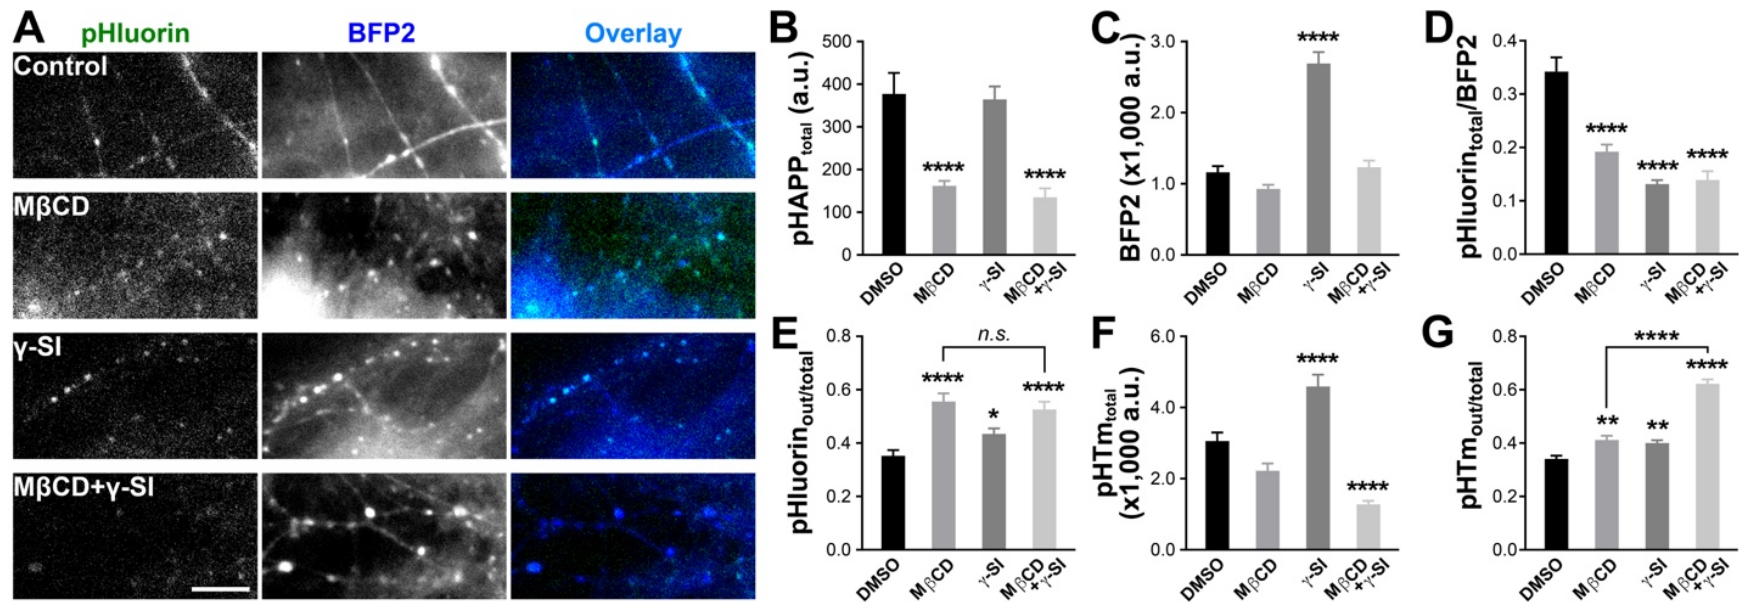 A
pHluorin
BFP2
Overlay
Control
MβCD
γ-SI
MβCD+γ-SI
B
pHAPPtotal (a.u.)
500
400
300
200
100
0
****
****
DMSO
MβCD
γ-SI
MβCD
+γ-SI
C
BFP2 (x1,000 a.u.)
3.0
2.0
1.0
0.0
****
DMSO
MβCD
γ-SI
MβCD
+γ-SI
D
pHluorintotal/BFP2
0.4
0.3
0.2
0.1
0.0
****
****
****
DMSO
MβCD
γ-SI
MβCD
+γ-SI
E
pHluorinout/total
0.8
0.6
0.4
0.2
0.0
n.s.
****
*
****
DMSO
MβCD
γ-SI
MβCD
+γ-SI
F
pHTmtotal
(x1,000 a.u.)
6.0
4.0
2.0
0.0
****
****
DMSO
MβCD
γ-SI
MβCD
+γ-SI
G
pHTmout/total
0.8
0.6
0.4
0.2
0.0
****
**
**
****
DMSO
MβCD
γ-SI
MβCD
+γ-SI